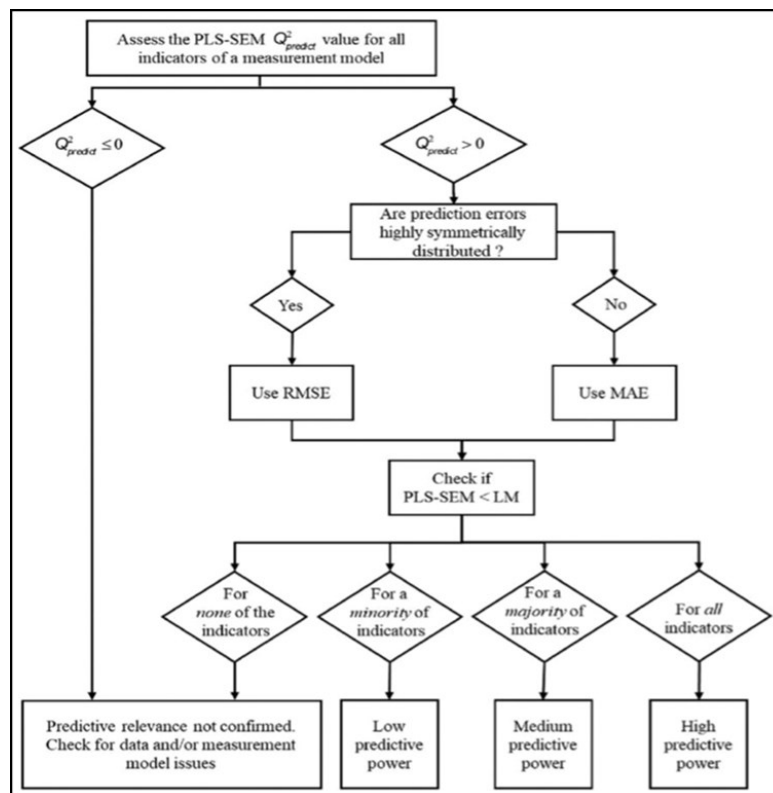 Assess the PLS-SEM Q²predict value for all
indicators of a measurement model
Q²predict ≤ 0
Q²predict > 0
Are prediction errors
highly symmetrically
distributed ?
Yes
No
Use RMSE
Use MAE
Check if
PLS-SEM < LM
For
none of the
indicators
For a
minority of
indicators
For a
majority of
indicators
For all
indicators
Predictive relevance not confirmed.
Check for data and/or measurement
model issues
Low
predictive
power
Medium
predictive
power
High
predictive
power